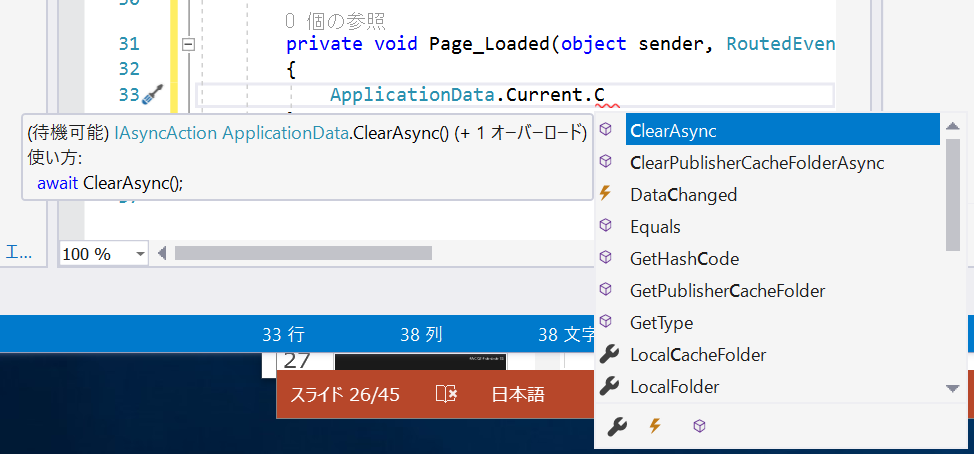 0 個の参照
31
private void Page_Loaded(object sender, RoutedEven
32
{
33
ApplicationData.Current.C
(待機可能) IAsyncAction ApplicationData.ClearAsync() (+ 1 オーバーロード)
使い方:
await ClearAsync();
ClearAsync
ClearPublisherCacheFolderAsync
DataChanged
Equals
GetHashCode
GetPublisherCacheFolder
GetType
LocalCacheFolder
LocalFolder
工...
100 %
33 行
38 列
38 文字
27
スライド 26/45
日本語